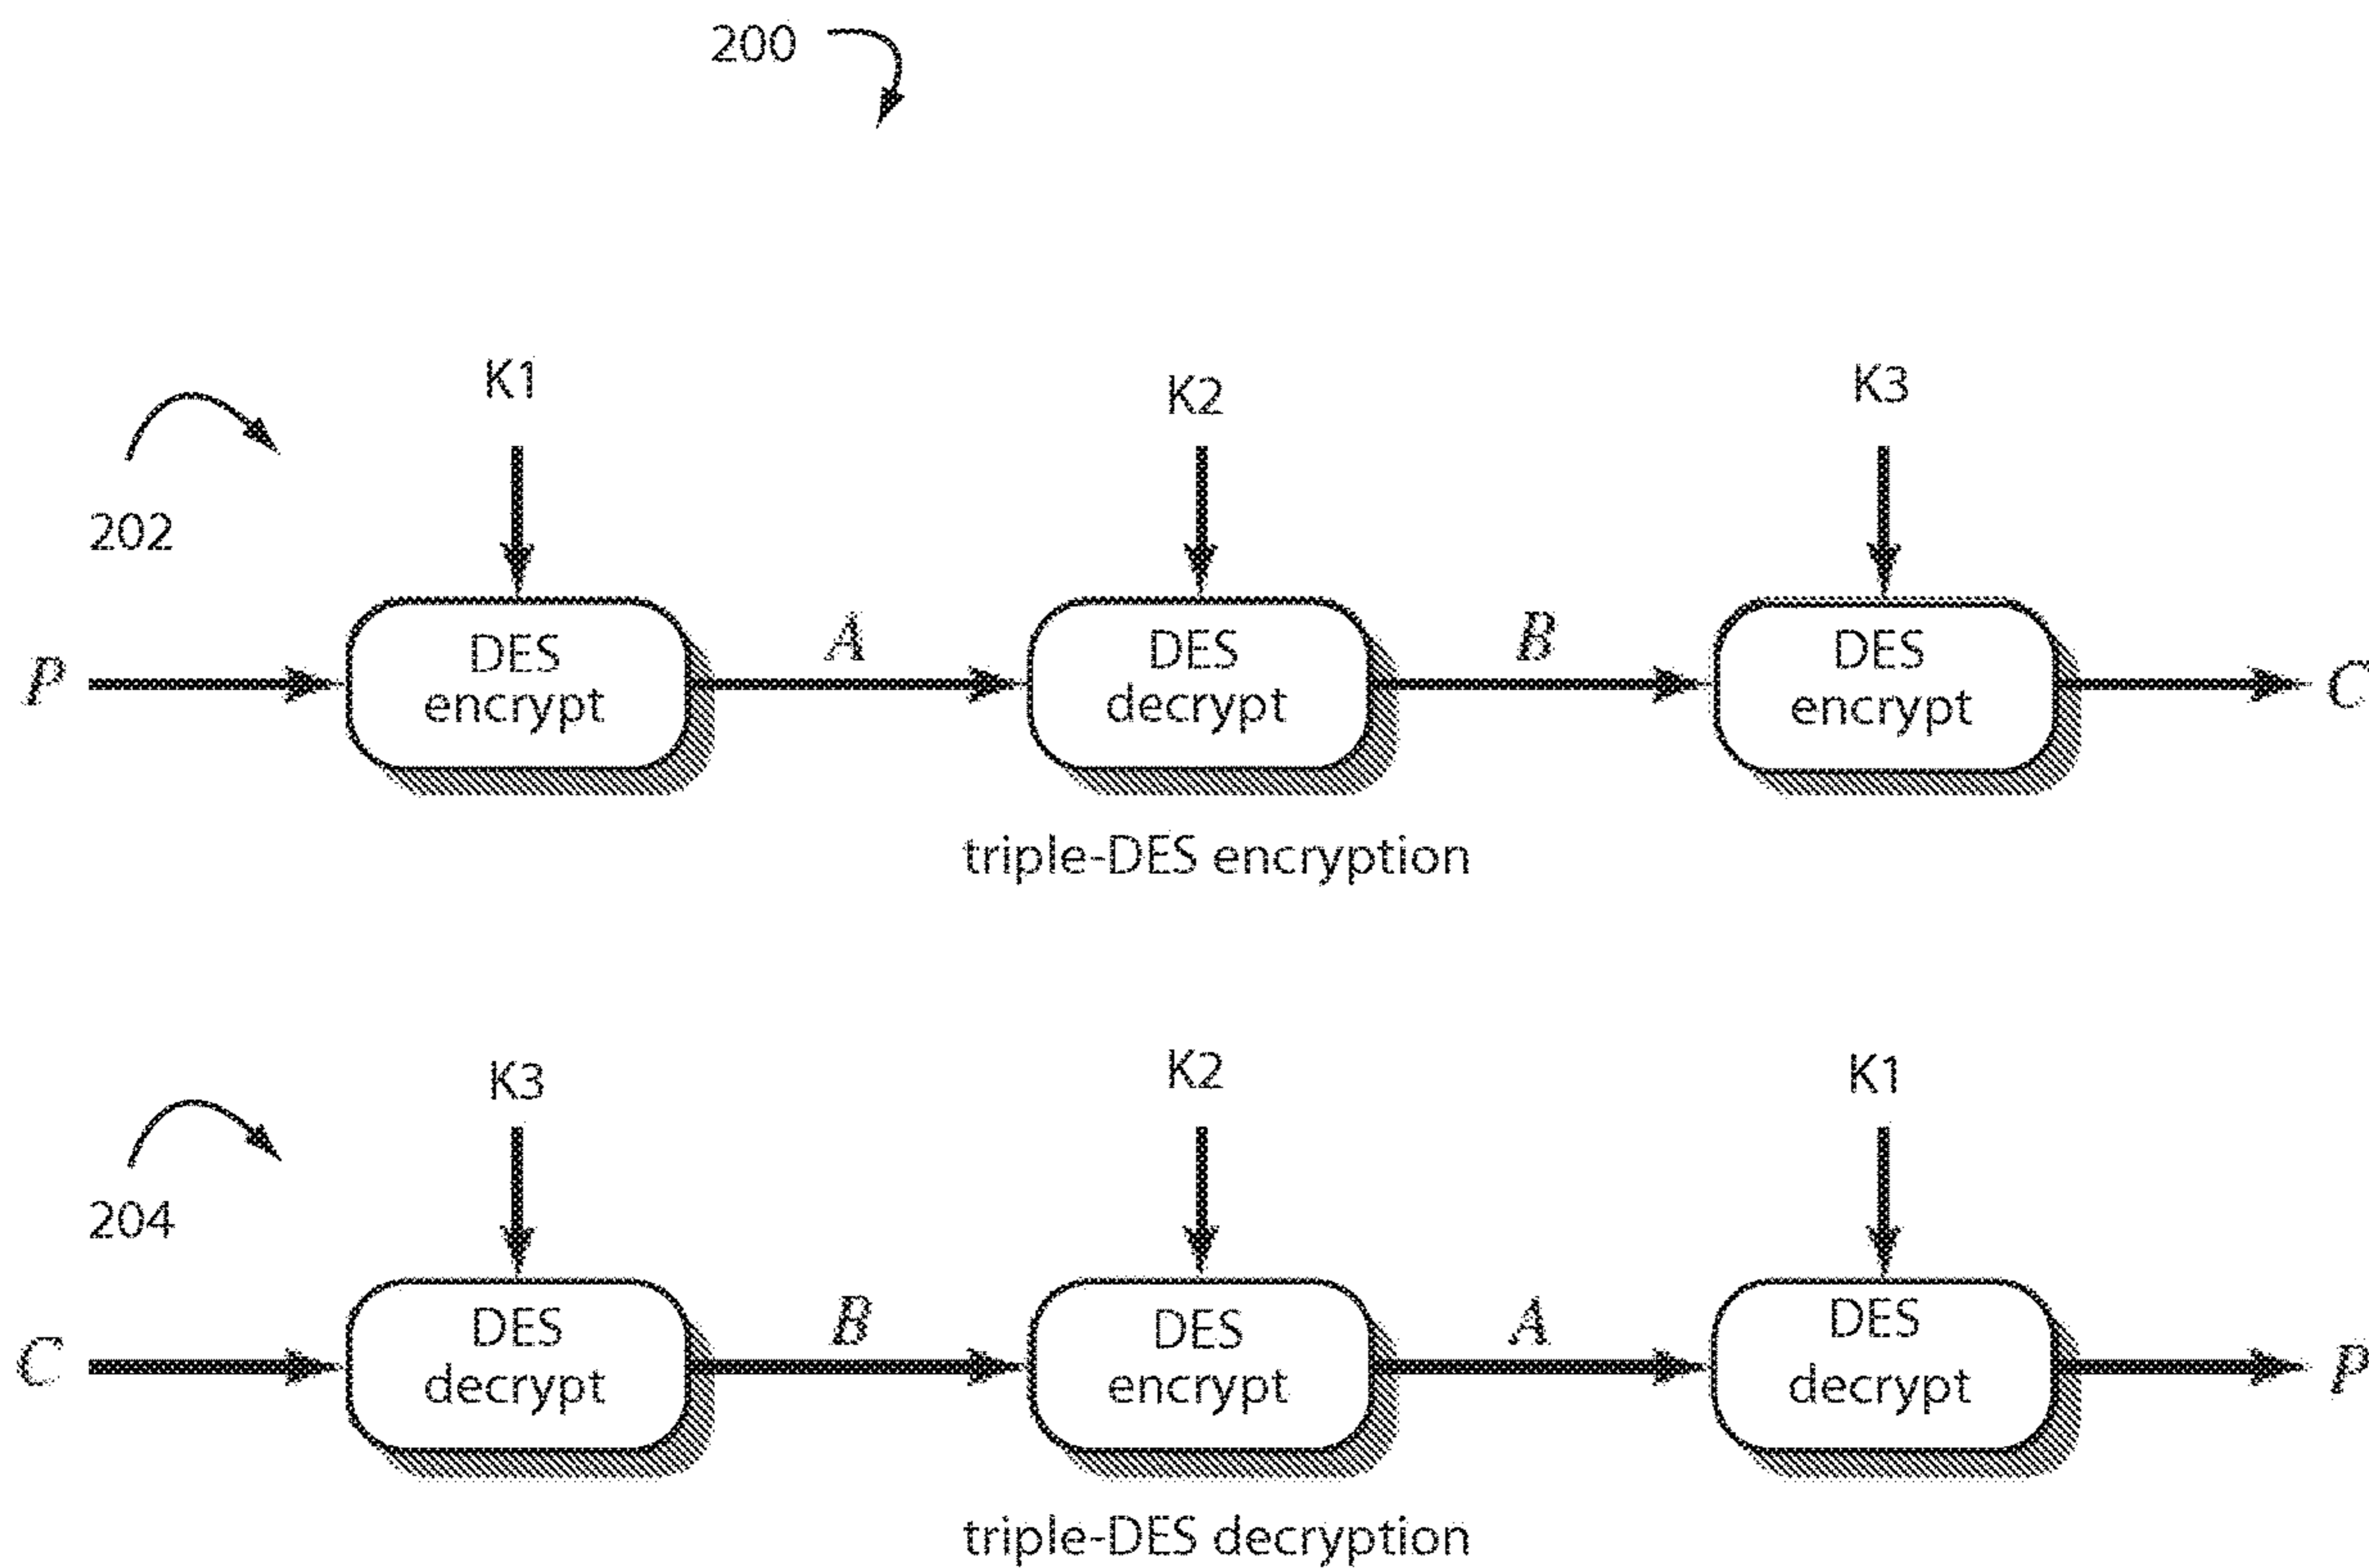 200
K1
K2
K3
202
P
DES
encrypt
A
DES
decrypt
B
DES
encrypt
C
triple-DES encryption
K3
K2
K1
204
C
DES
decrypt
B
DES
encrypt
A
DES
decrypt
P
triple-DES decryption